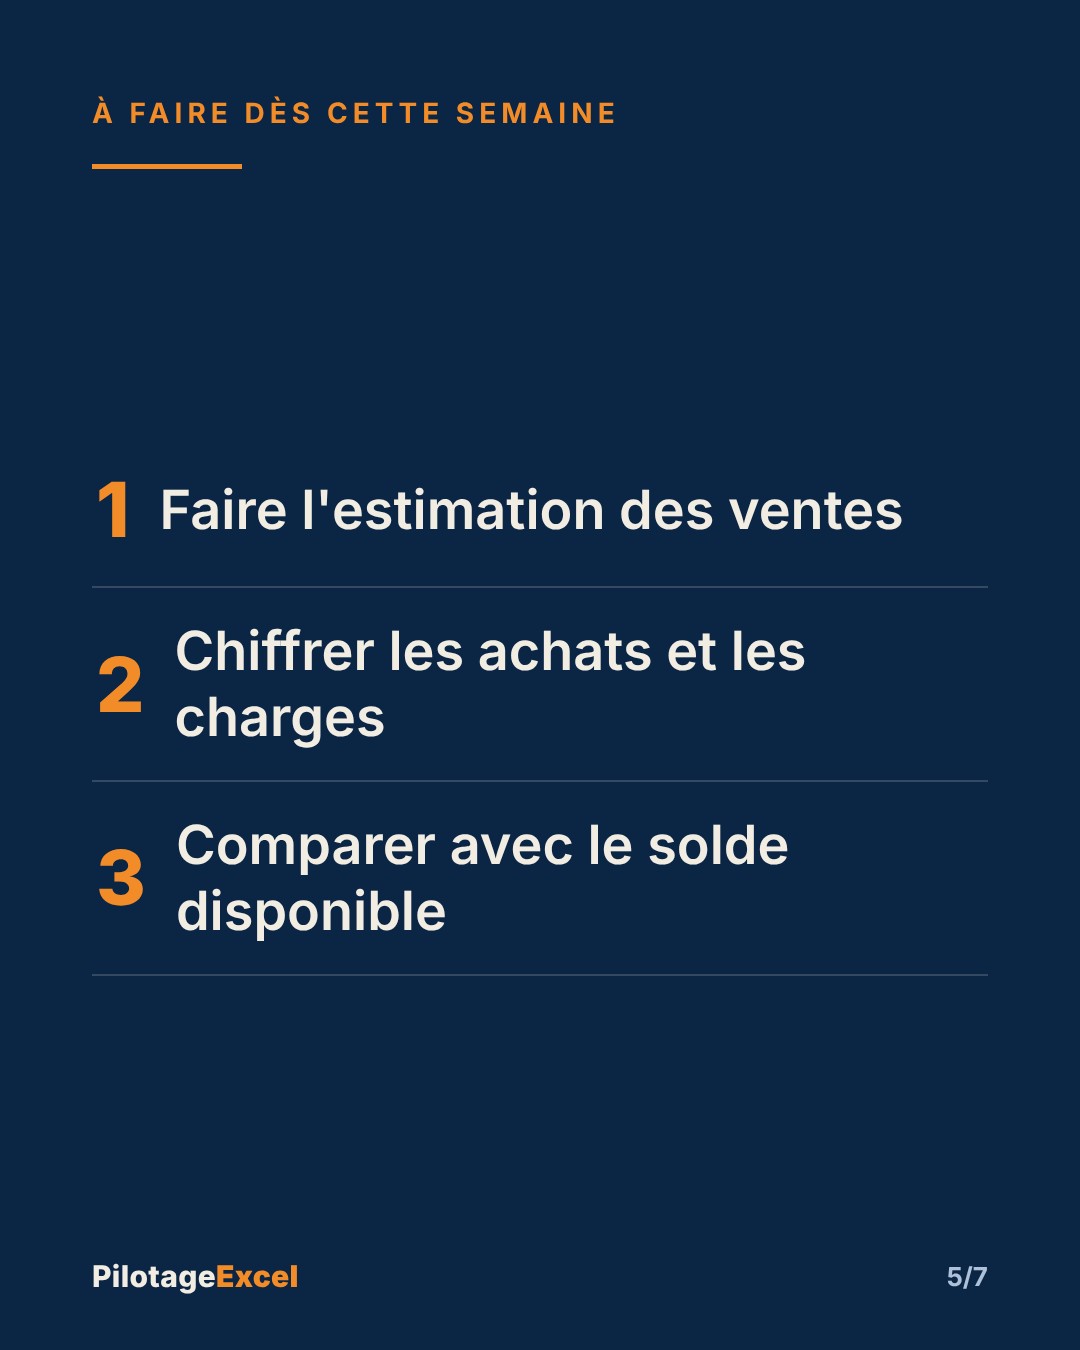 À FAIRE DÈS CETTE SEMAINE
1 Faire l'estimation des ventes
2 Chiffrer les achats et les
charges
3 Comparer avec le solde
disponible
PilotageExcel
5/7